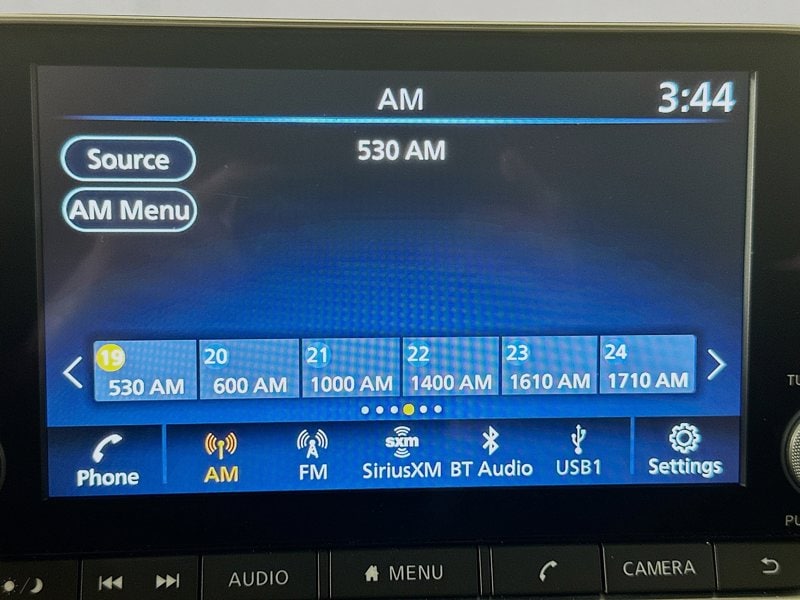 AM
3:44
Source
530 AM
AM Menu
19
20
21
22
23
24
530 AM
600 AM
1000 AM
1400 AM
1610 AM
1710 AM
Phone
AM
FM
sxm
SiriusXM
BT Audio
USB1
Settings
AUDIO
MENU
CAMERA